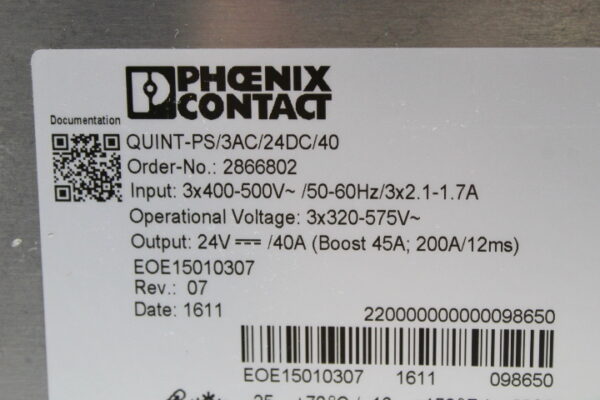 PHŒNIX
CONTACT
Documentation
QUINT-PS/3AC/24DC/40
Order-No.: 2866802
Input: 3x400-500V~ /50-60Hz/3x2.1-1.7A
Operational Voltage: 3x320-575V~
Output: 24V⎓ /40A (Boost 45A; 200A/12ms)
EOE15010307
Rev.: 07
Date: 1611
220000000000098650
EOE15010307 1611 098650